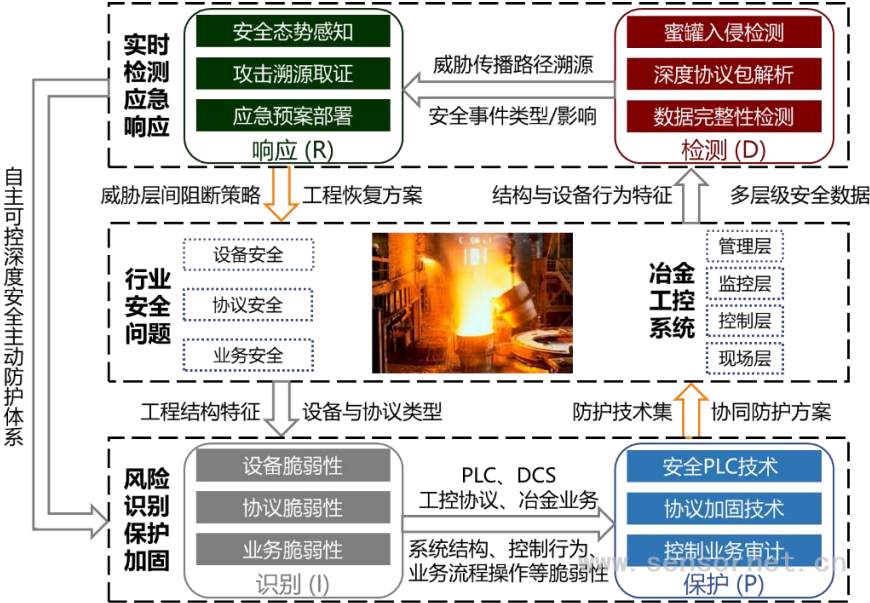 实时
检测
应急
响应
安全态势感知
攻击溯源取证
应急预案部署
响应 (R)
威胁传播路径溯源
安全事件类型/影响
蜜罐入侵检测
深度协议包解析
数据完整性检测
检测 (D)
自主可控深度安全主动防护体系
威胁层间阻断策略
工程恢复方案
结构与设备行为特征
多层级安全数据
行业
安全
问题
设备安全
协议安全
业务安全
冶金
工控
系统
管理层
监控层
控制层
现场层
工程结构特征
设备与协议类型
防护技术集
协同防护方案
风险
识别
保护
加固
设备脆弱性
协议脆弱性
业务脆弱性
识别 (I)
PLC、DCS
工控协议、冶金业务
系统结构、控制行为、
业务流程操作等脆弱性
安全PLC技术
协议加固技术
控制业务审计
保护 (P)
www.sensornet.cn